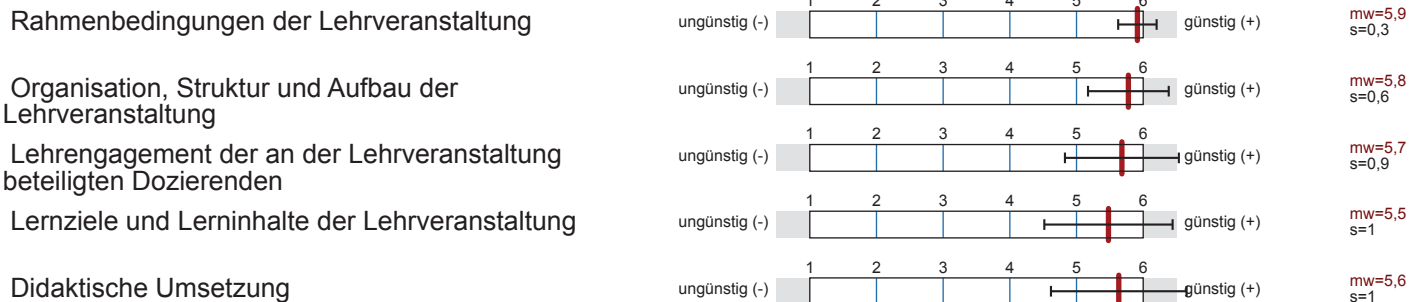 1 2 3 4 5 6
Rahmenbedingungen der Lehrveranstaltung ungünstig (-) günstig (+) mw=5,9
s=0,3
1 2 3 4 5 6
Organisation, Struktur und Aufbau der ungünstig (-) günstig (+) mw=5,8
Lehrveranstaltung s=0,6
1 2 3 4 5 6
Lehrengagement der an der Lehrveranstaltung ungünstig (-) günstig (+) mw=5,7
beteiligten Dozierenden s=0,9
1 2 3 4 5 6
Lernziele und Lerninhalte der Lehrveranstaltung ungünstig (-) günstig (+) mw=5,5
s=1
1 2 3 4 5 6
Didaktische Umsetzung ungünstig (-) günstig (+) mw=5,6
s=1